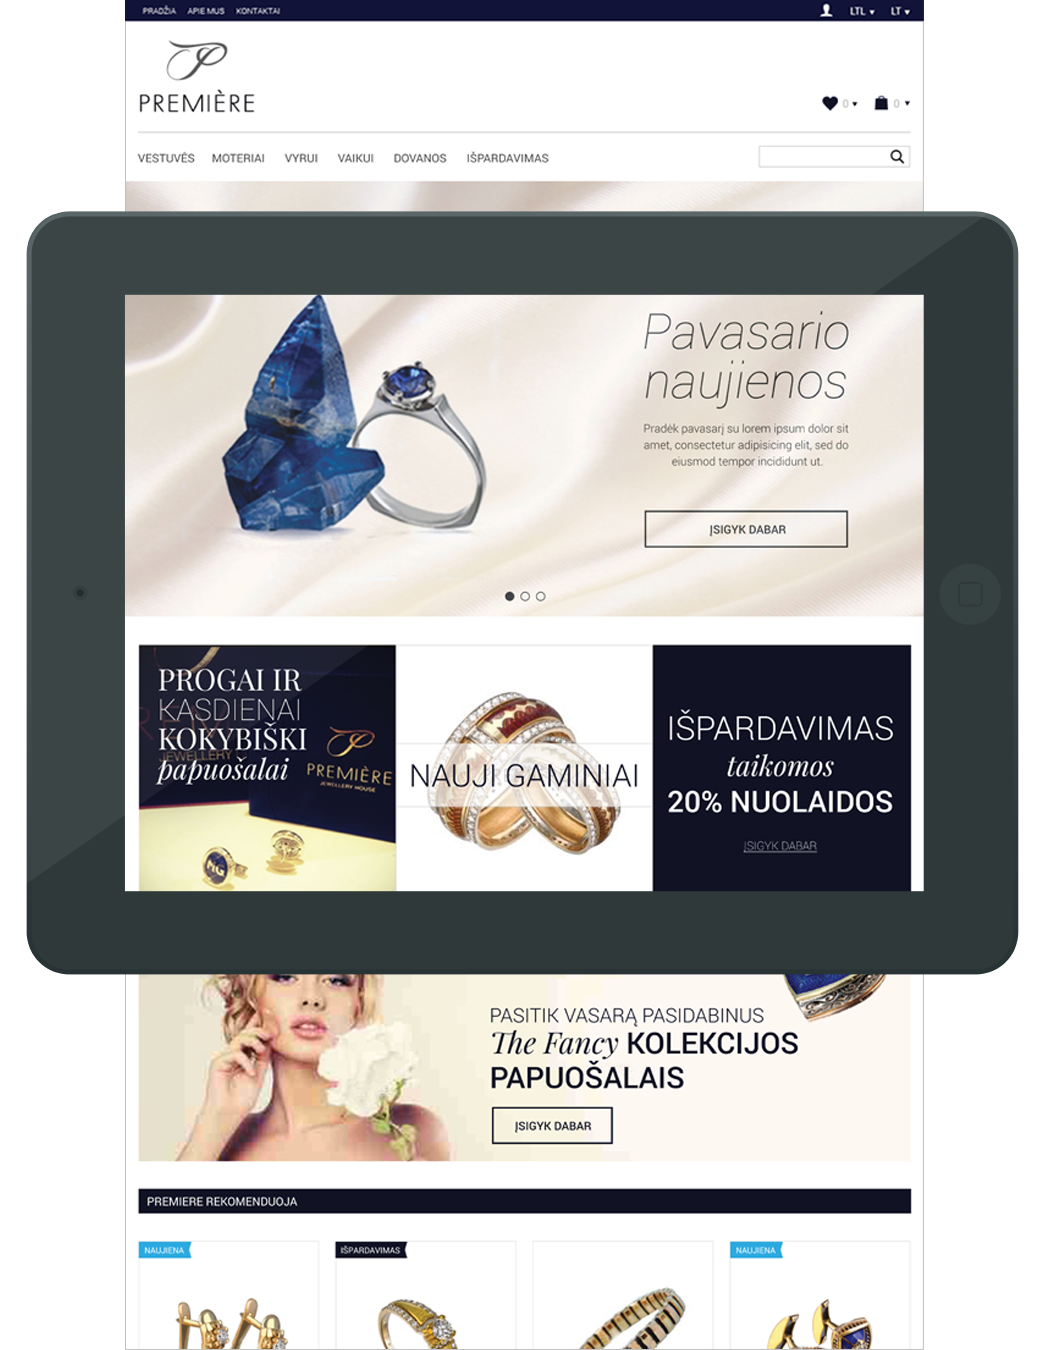 PRADŽIA APIE MUS KONTAKTAI
LTL LT
PREMIÈRE
0 0
VESTUVĖS MOTERIAI VYRUI VAIKUI DOVANOS IŠPARDAVIMAS
Pavasario
naujienos
Pradėk pavasarį su lorem ipsum dolor sit
amet, consectetur adipisicing elit, sed do
eiusmod tempor incididunt ut.
ĮSIGYK DABAR
PROGAI IR
KASDIENAI
KOKYBIŠKI
papuošalai
JEWELLERY
PREMIÈRE
JEWELLERY HOUSE
MG
NAUJI GAMINIAI
IŠPARDAVIMAS
taikomos
20% NUOLAIDOS
ĮSIGYK DABAR
PASITIK VASARĄ PASIDABINUS
The Fancy KOLEKCIJOS
PAPUOŠALAIS
ĮSIGYK DABAR
PREMIERE REKOMENDUOJA
NAUJIENA
IŠPARDAVIMAS
NAUJIENA